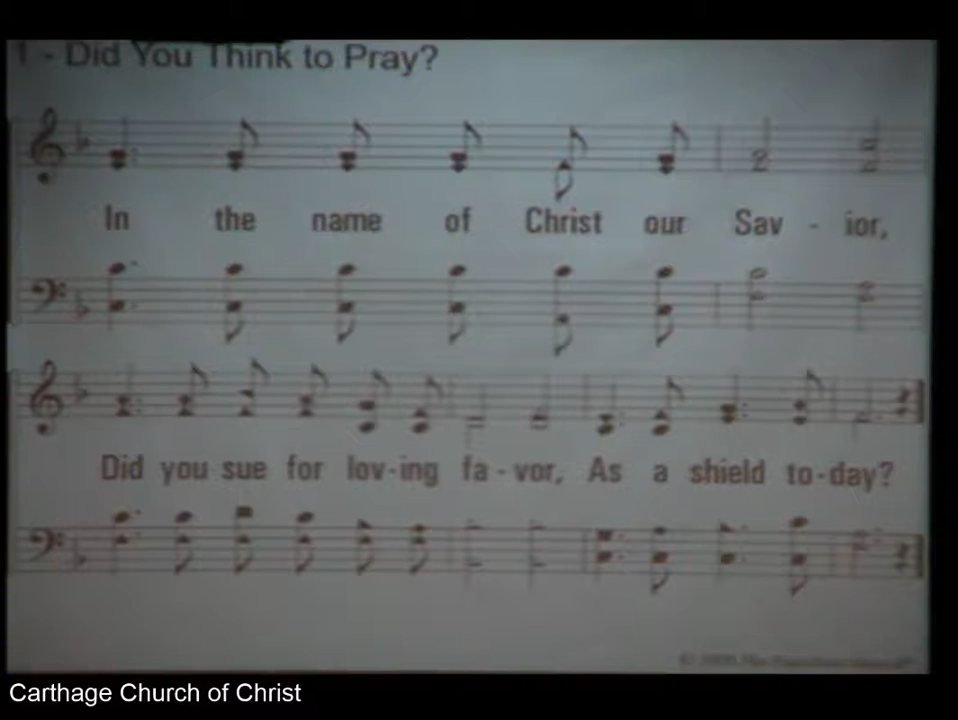 1 - Did You Think to Pray?
In the name of Christ our Sav - ior,
Did you sue for lov-ing fa - vor, As a shield to-day?
Carthage Church of Christ